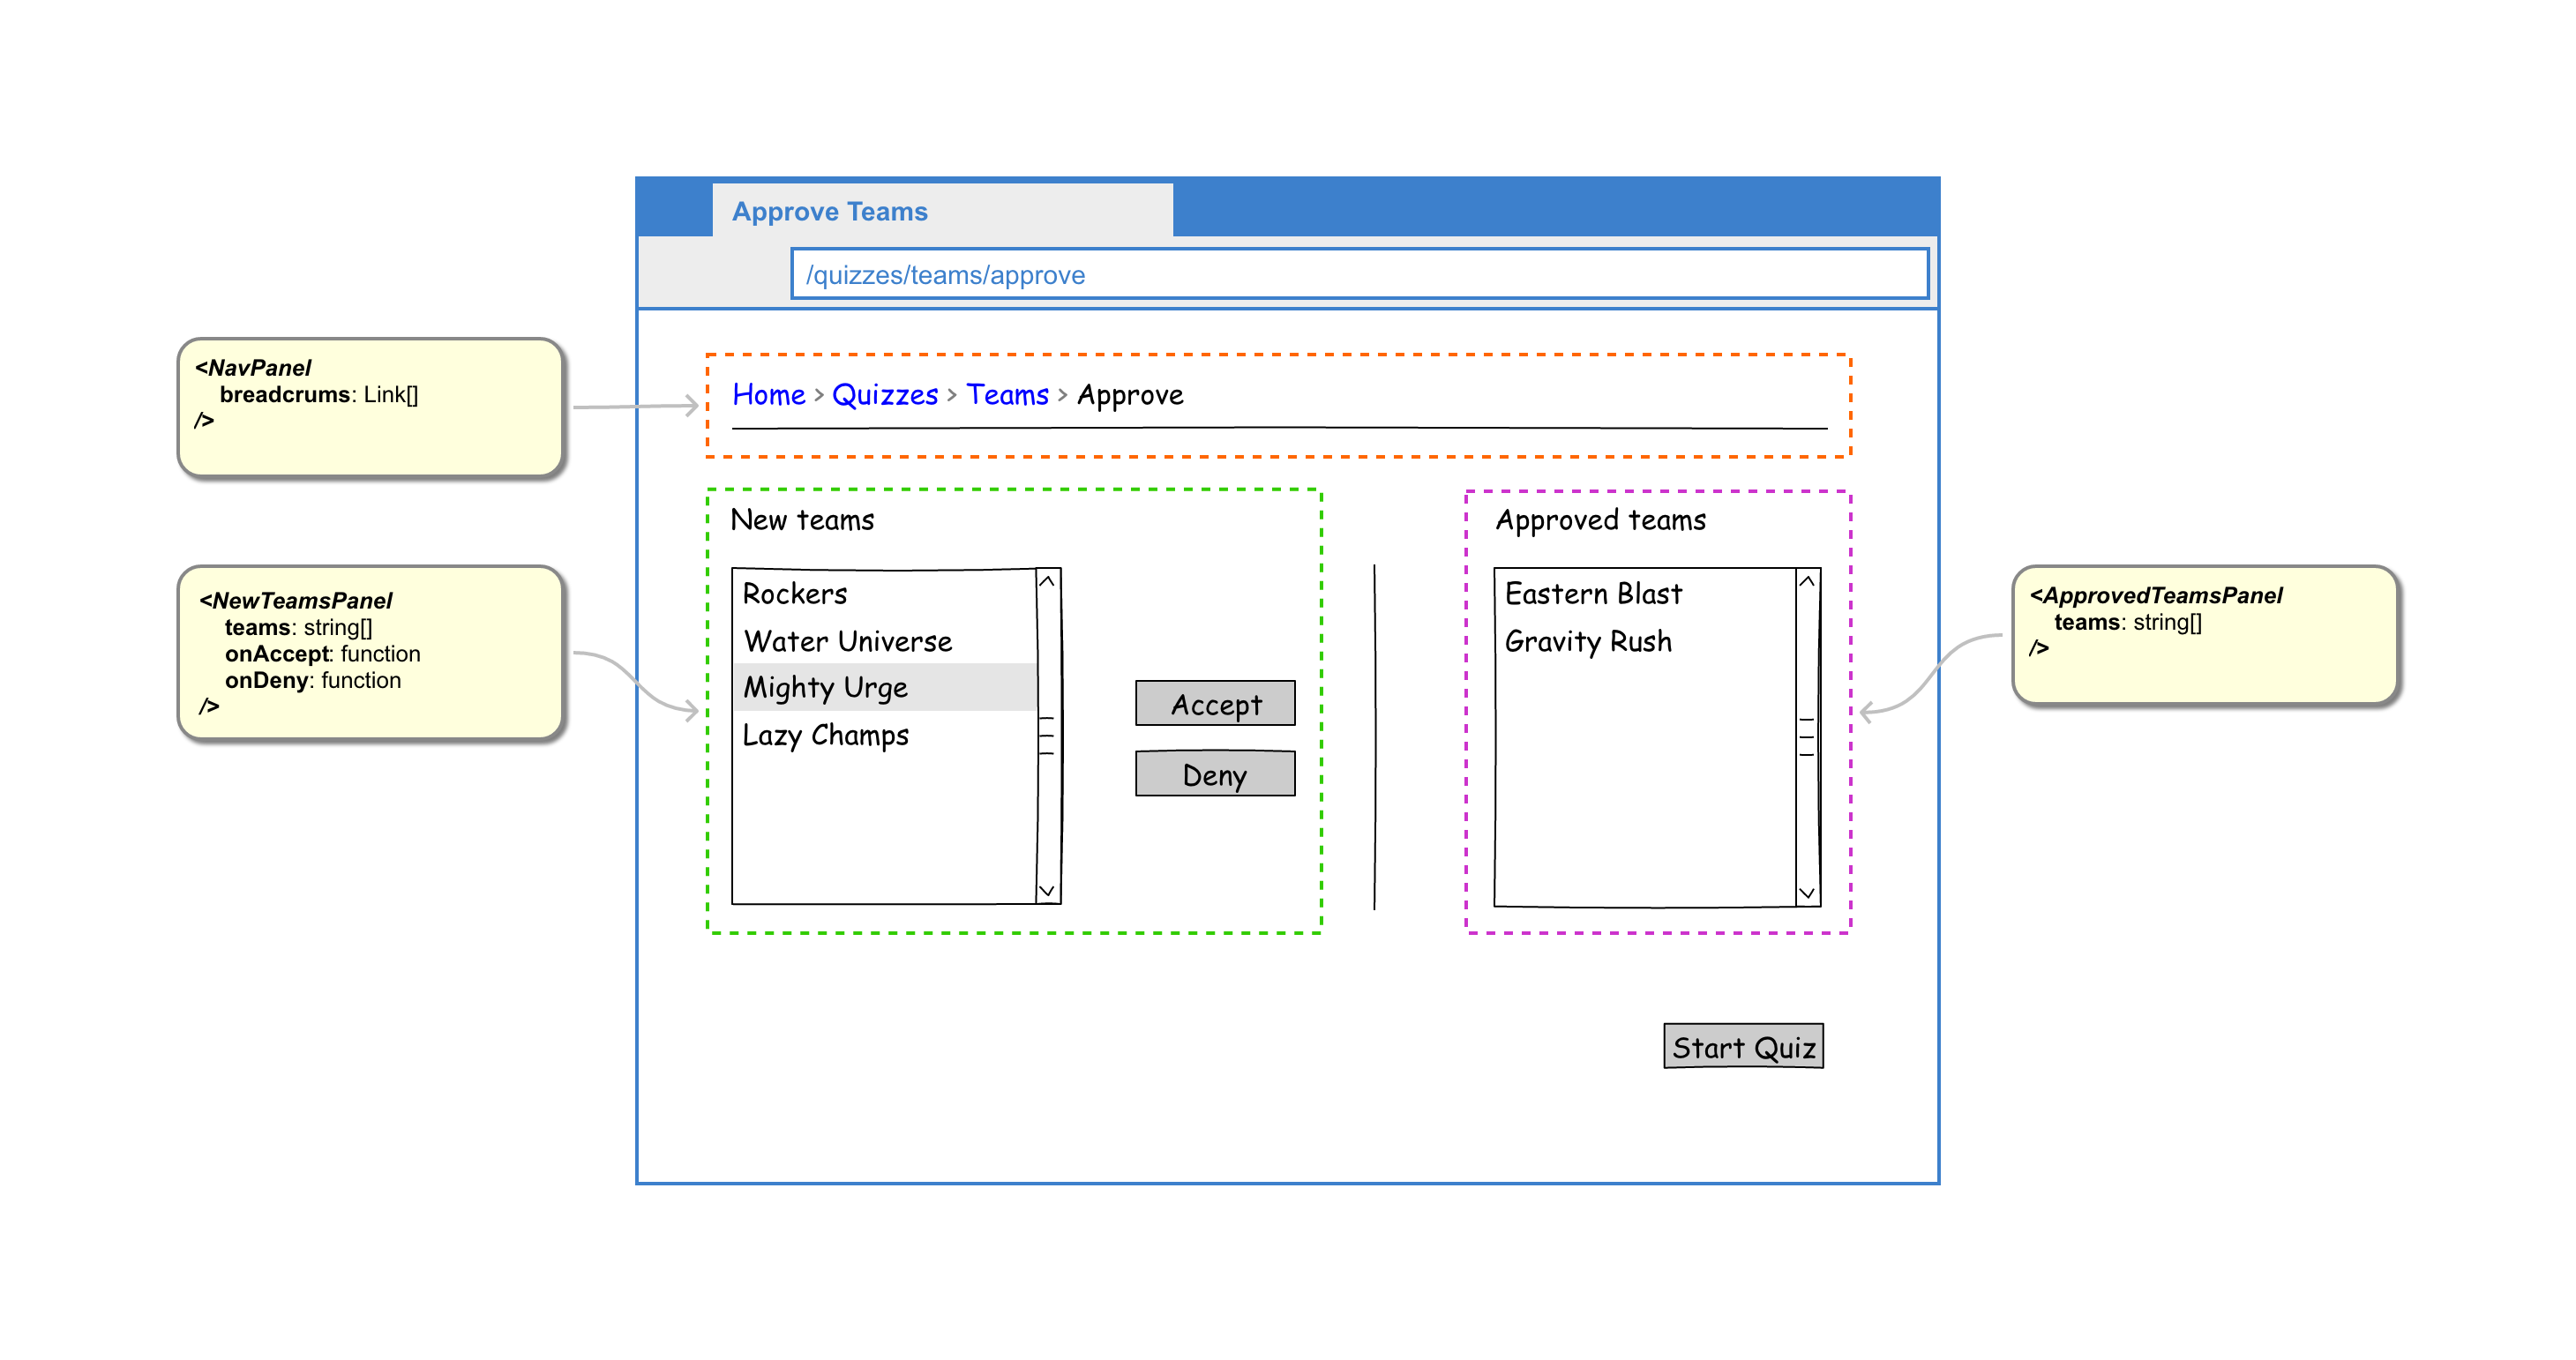 Approve Teams
/quizzes/teams/approve
<NavPanel
breadcrums: Link[]
/>
Home > Quizzes > Teams > Approve
<NewTeamsPanel
teams: string[]
onAccept: function
onDeny: function
/>
New teams
Rockers
Water Universe
Mighty Urge
Lazy Champs
Accept
Deny
Approved teams
Eastern Blast
Gravity Rush
<ApprovedTeamsPanel
teams: string[]
/>
Start Quiz